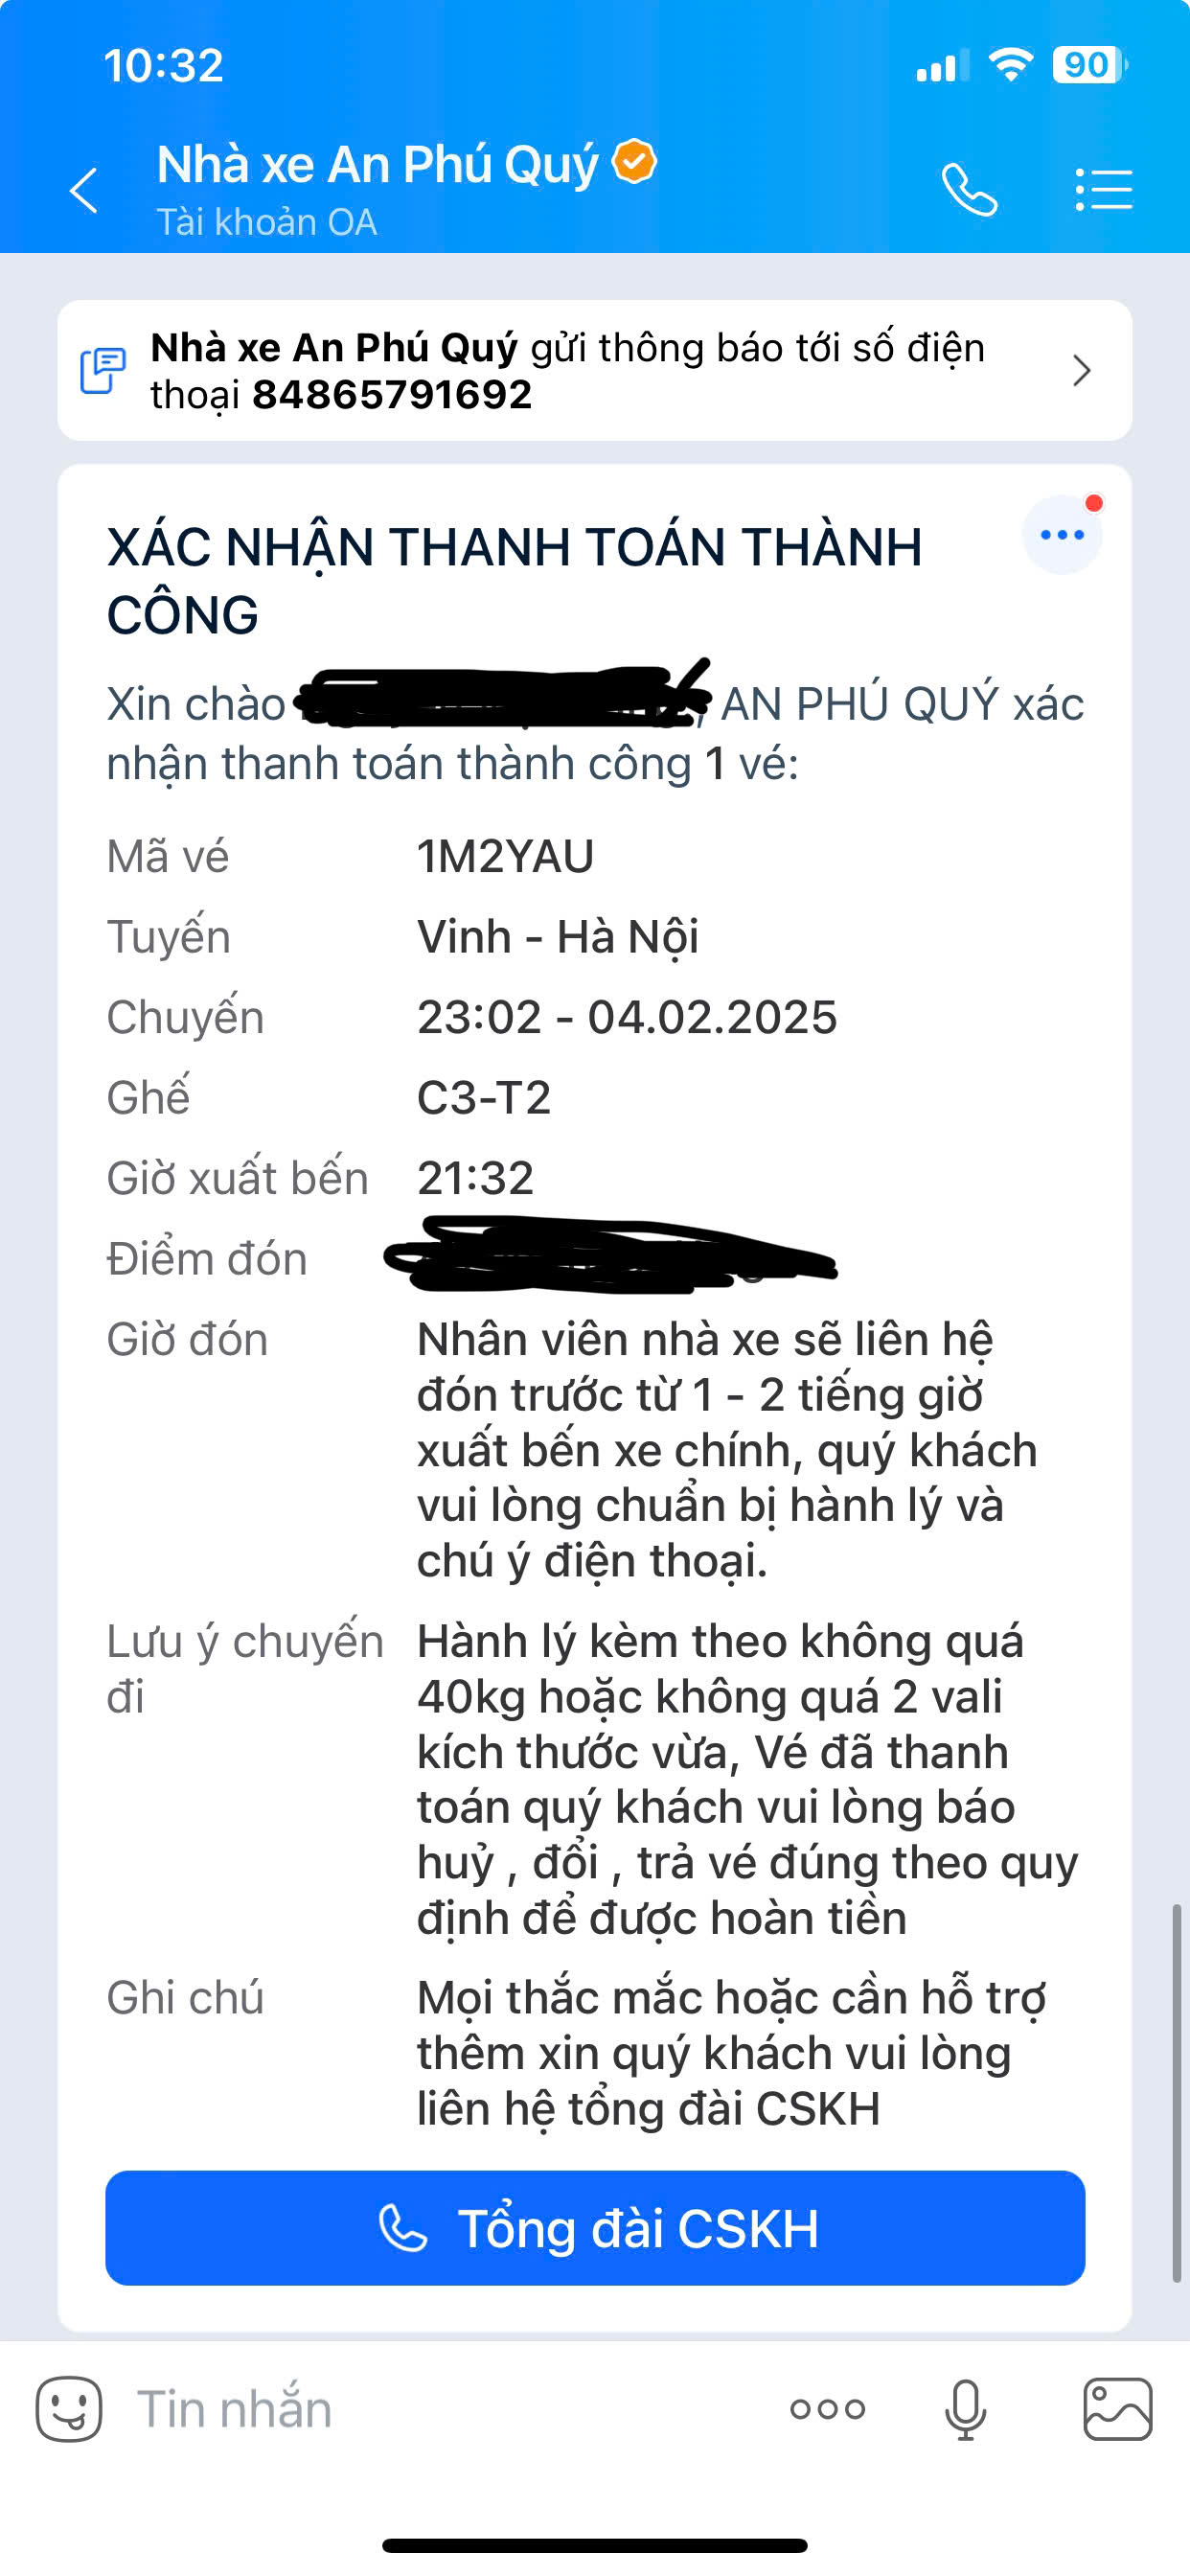 10:32
90
Nhà xe An Phú Quý
Tài khoản OA
Nhà xe An Phú Quý gửi thông báo tới số điện
thoại 84865791692
XÁC NHẬN THANH TOÁN THÀNH
CÔNG
Xin chào , AN PHÚ QUÝ xác
nhận thanh toán thành công 1 vé:
Mã vé 1M2YAU
Tuyến Vinh - Hà Nội
Chuyến 23:02 - 04.02.2025
Ghế C3-T2
Giờ xuất bến 21:32
Điểm đón
Giờ đón Nhân viên nhà xe sẽ liên hệ
đón trước từ 1 - 2 tiếng giờ
xuất bến xe chính, quý khách
vui lòng chuẩn bị hành lý và
chú ý điện thoại.
Lưu ý chuyến Hành lý kèm theo không quá
đi 40kg hoặc không quá 2 vali
kích thước vừa, Vé đã thanh
toán quý khách vui lòng báo
huỷ , đổi , trả vé đúng theo quy
định để được hoàn tiền
Ghi chú Mọi thắc mắc hoặc cần hỗ trợ
thêm xin quý khách vui lòng
liên hệ tổng đài CSKH
Tổng đài CSKH
Tin nhắn